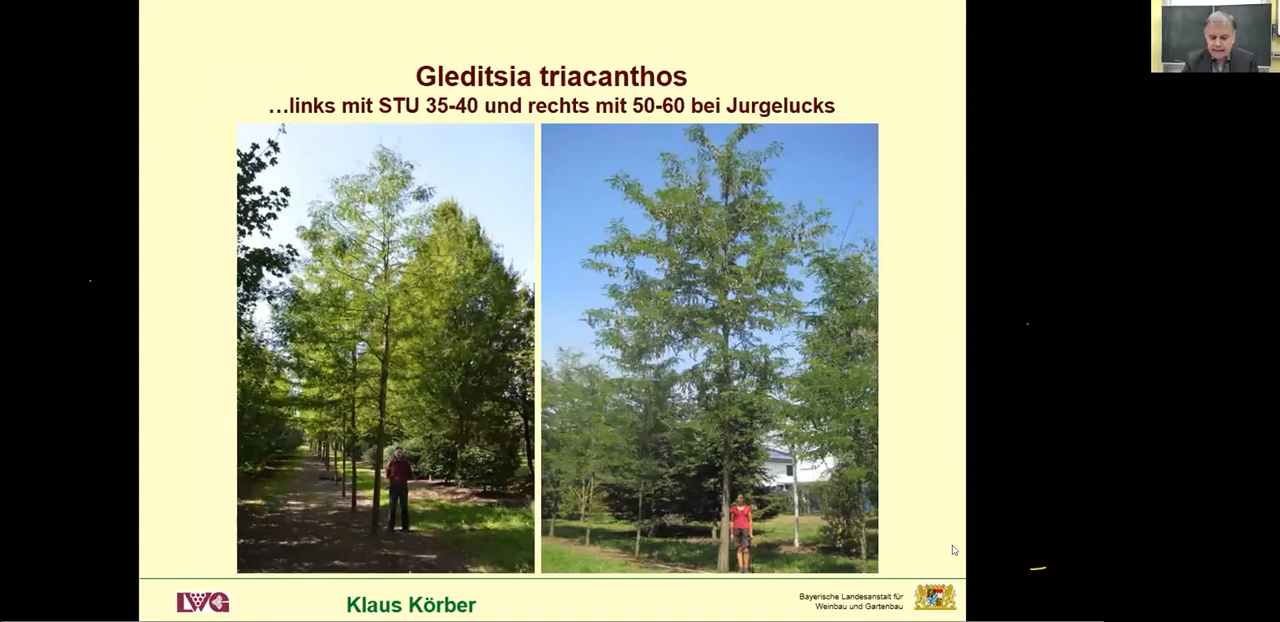 Gleditsia triacanthos
…links mit STU 35-40 und rechts mit 50-60 bei Jurgelucks
LWG
Klaus Körber
Bayerische Landesanstalt für
Weinbau und Gartenbau